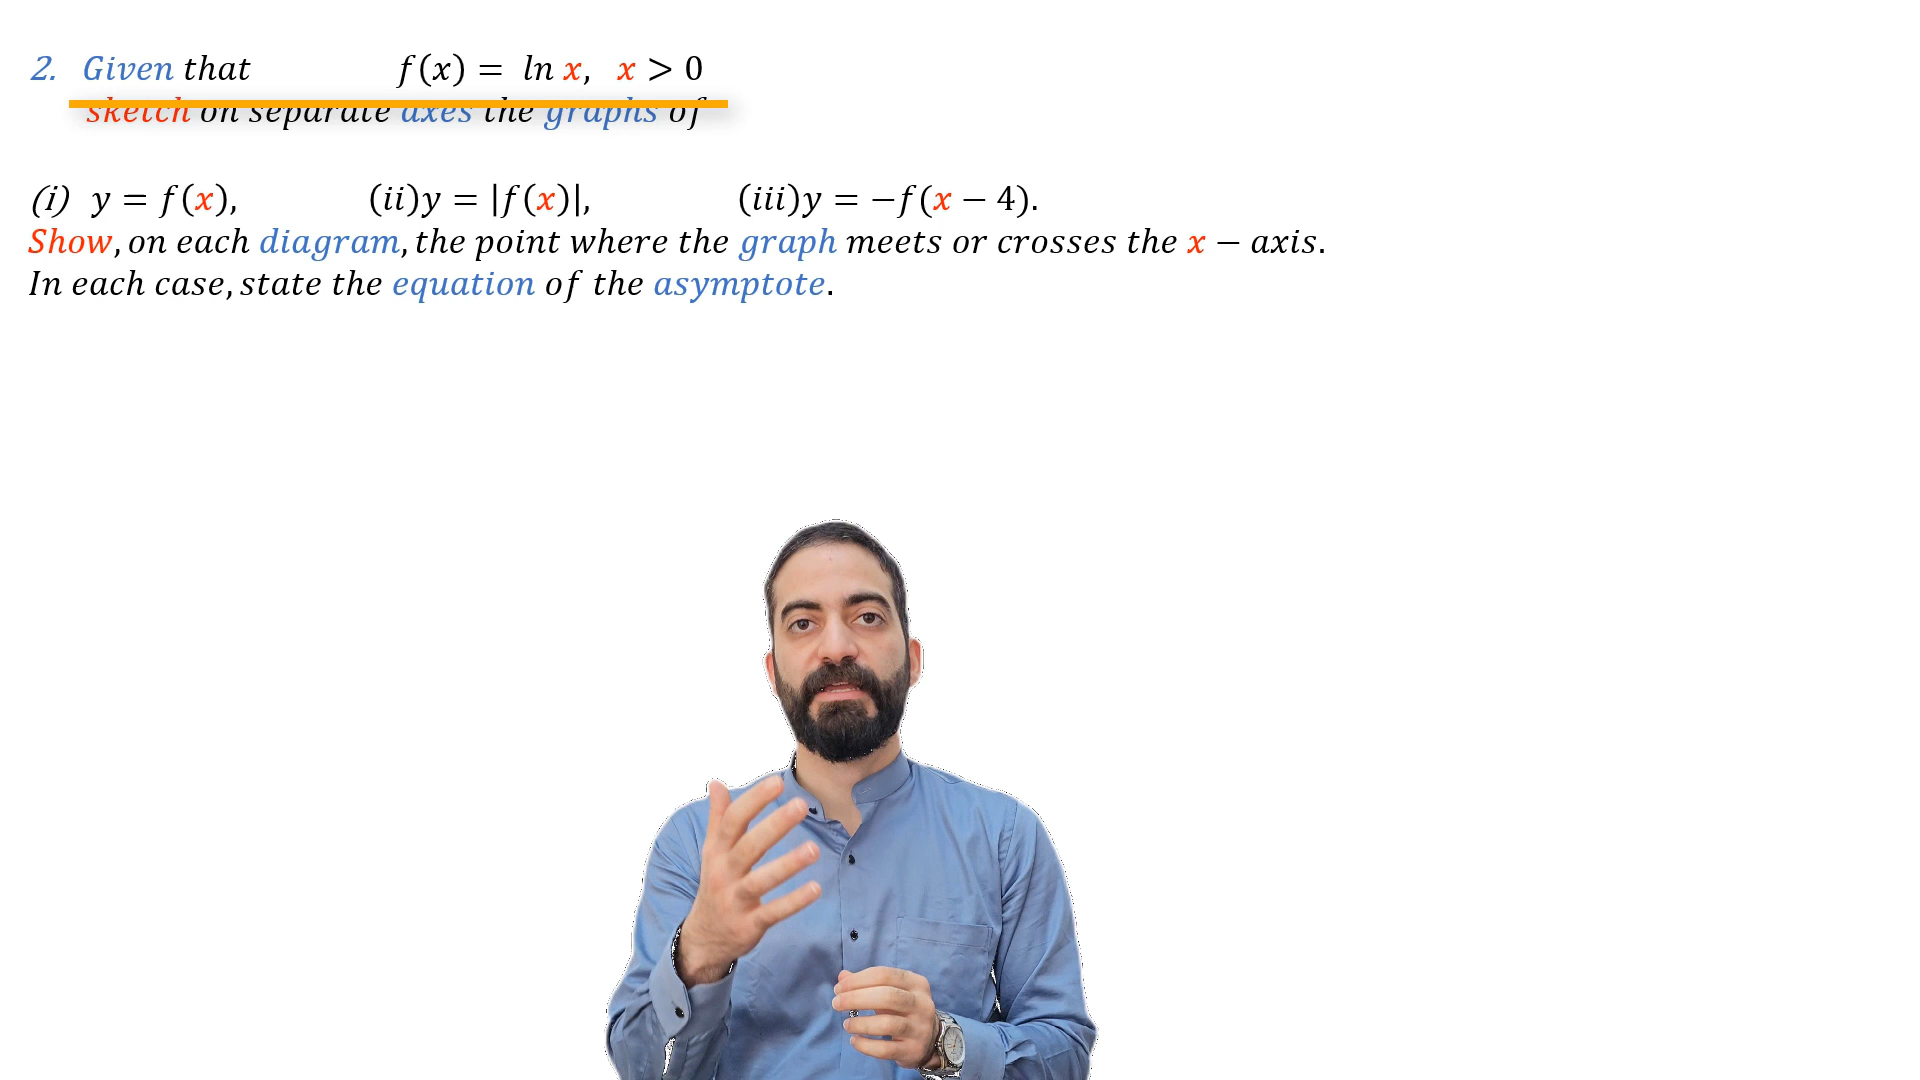 2. Given that f(x) = ln x, x > 0
sketch on separate axes the graphs of
(i) y = f(x), (ii)y = |f(x)|, (iii)y = −f(x − 4).
Show, on each diagram, the point where the graph meets or crosses the x − axis.
In each case, state the equation of the asymptote.